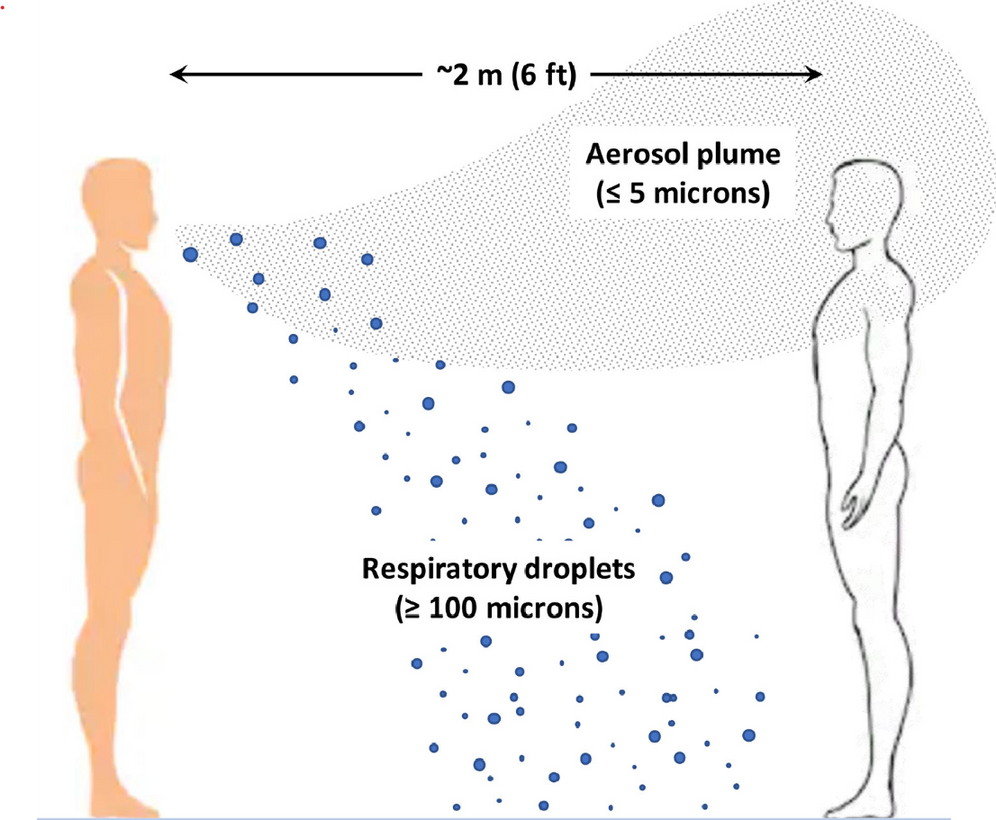 ~2 m (6 ft)
Aerosol plume
(≤ 5 microns)
Respiratory droplets
(≥ 100 microns)